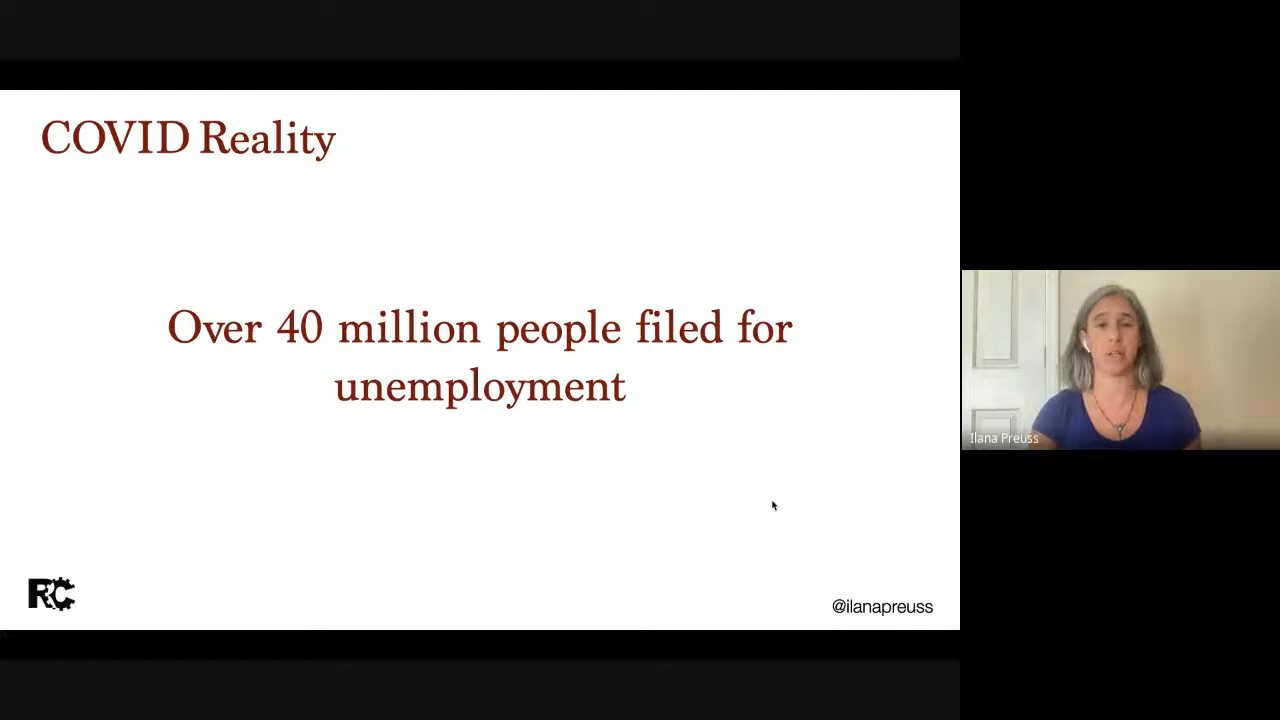 COVID Reality
Over 40 million people filed for
unemployment
Ilana Preuss
RC
@ilanapreuss